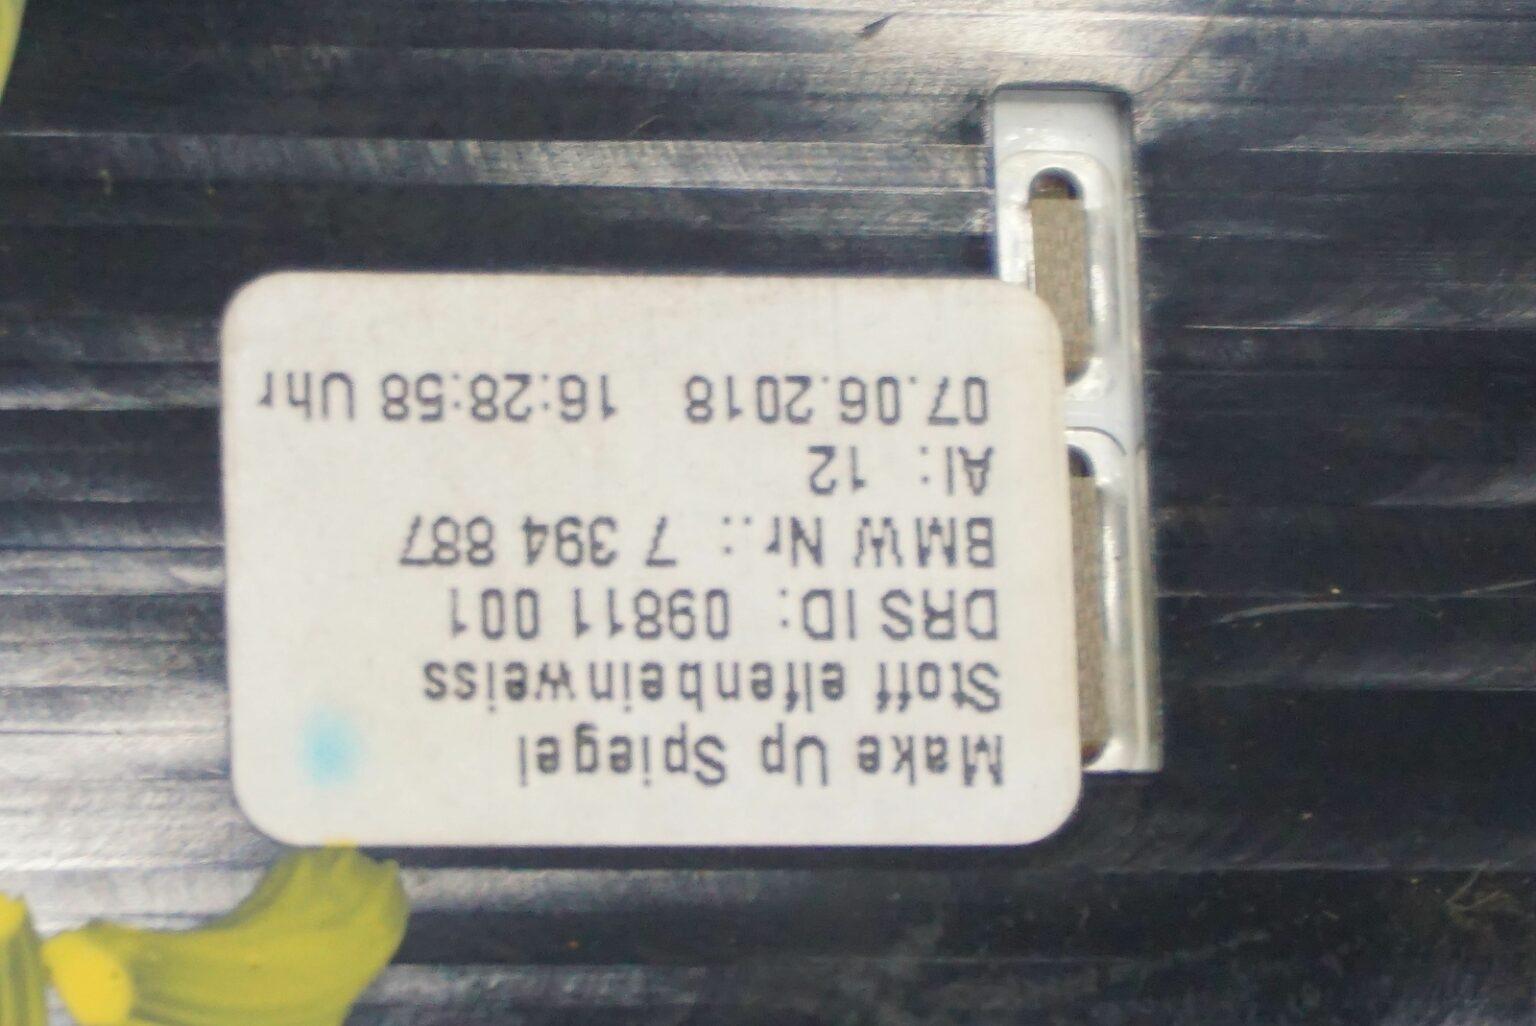 Make Up Spiegel
Stoff elfenbeinweiss
DRS ID: 09811 001
BMW Nr.: 7 394 887
AI: 12
07.06.2018 16:28:58 Uhr